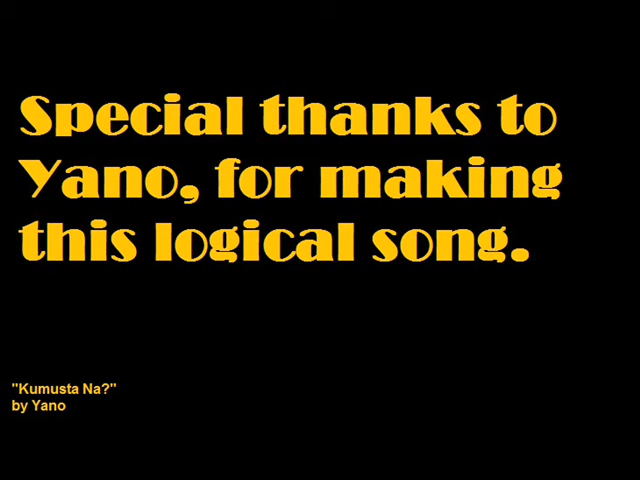 Special thanks to
Yano, for making
this logical song.
"Kumusta Na?"
by Yano